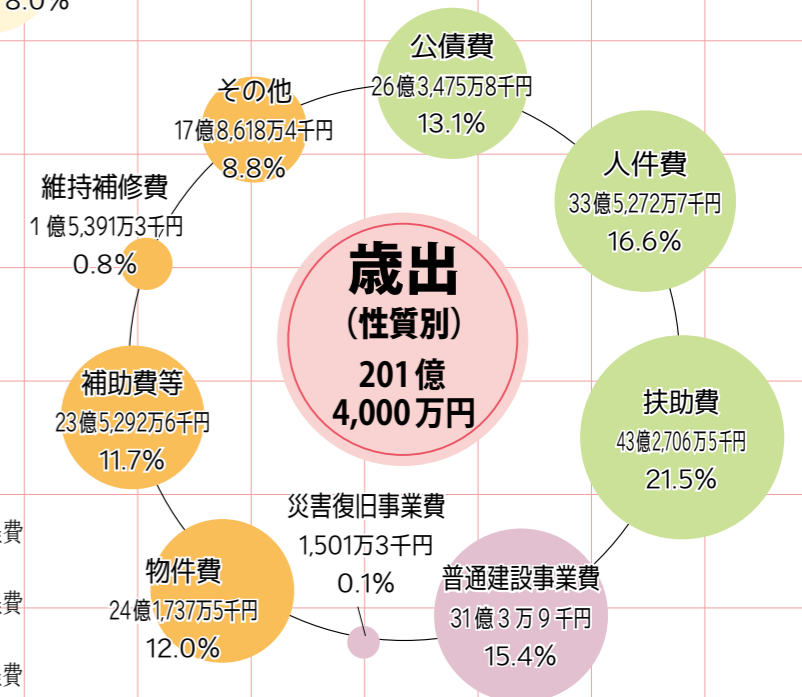 8.0%
公債費
26億3,475万8千円
13.1%
人件費
33億5,272万7千円
16.6%
扶助費
43億2,706万5千円
21.5%
普通建設事業費
31億3万9千円
15.4%
災害復旧事業費
1,501万3千円
0.1%
物件費
24億1,737万5千円
12.0%
補助費等
23億5,292万6千円
11.7%
維持補修費
1億5,391万3千円
0.8%
その他
17億8,618万4千円
8.8%
歳出
(性質別)
201億
4,000万円
費
費
費